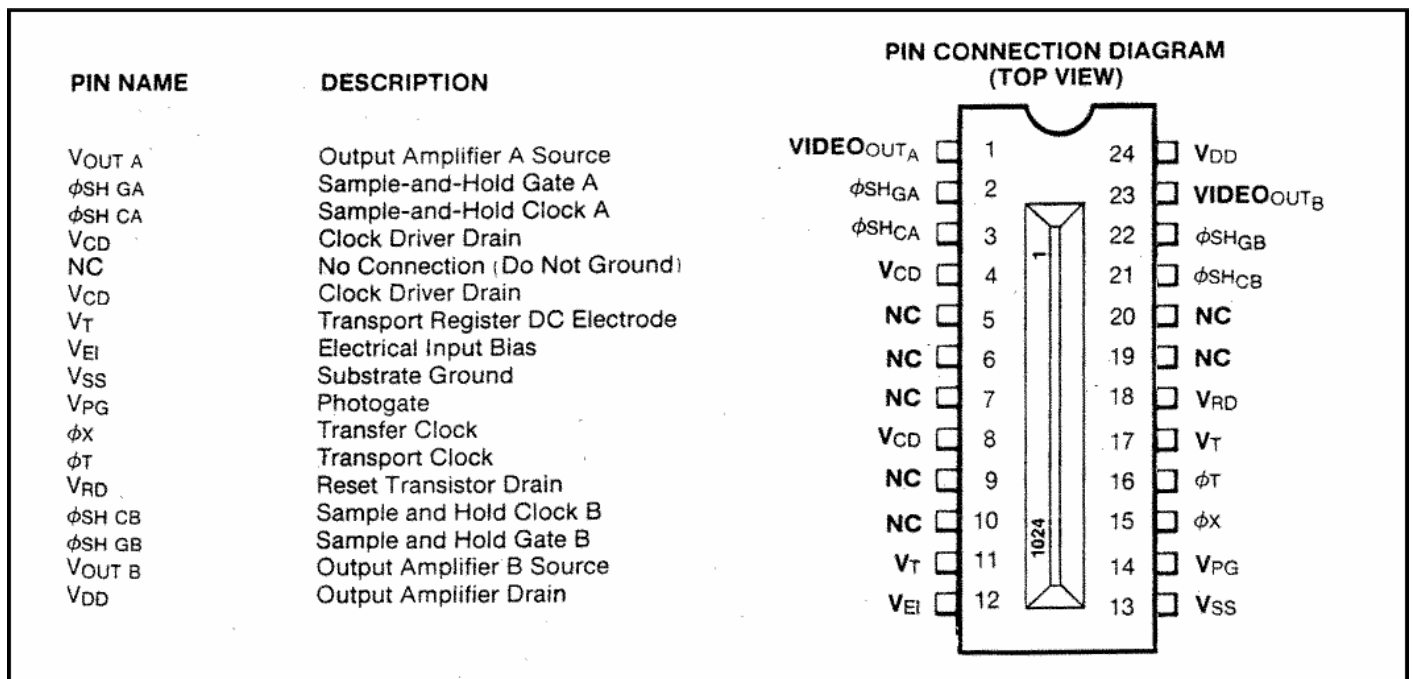 PIN NAME DESCRIPTION
VOUT A Output Amplifier A Source
ϕSH GA Sample-and-Hold Gate A
ϕSH CA Sample-and-Hold Clock A
VCD Clock Driver Drain
NC No Connection (Do Not Ground)
VCD Clock Driver Drain
VT Transport Register DC Electrode
VEI Electrical Input Bias
VSS Substrate Ground
VPG Photogate
ϕX Transfer Clock
ϕT Transport Clock
VRD Reset Transistor Drain
ϕSH CB Sample and Hold Clock B
ϕSH GB Sample and Hold Gate B
VOUT B Output Amplifier B Source
VDD Output Amplifier Drain
PIN CONNECTION DIAGRAM
(TOP VIEW)
VIDEOOUTA 1 24 VDD
ϕSHGA 2 23 VIDEOOUTB
ϕSHCA 3 22 ϕSHGB
1
VCD 4 21 ϕSHCB
NC 5 20 NC
NC 6 19 NC
NC 7 18 VRD
VCD 8 17 VT
NC 9 16 ϕT
NC 10 15 ϕX
1024
VT 11 14 VPG
VEI 12 13 VSS